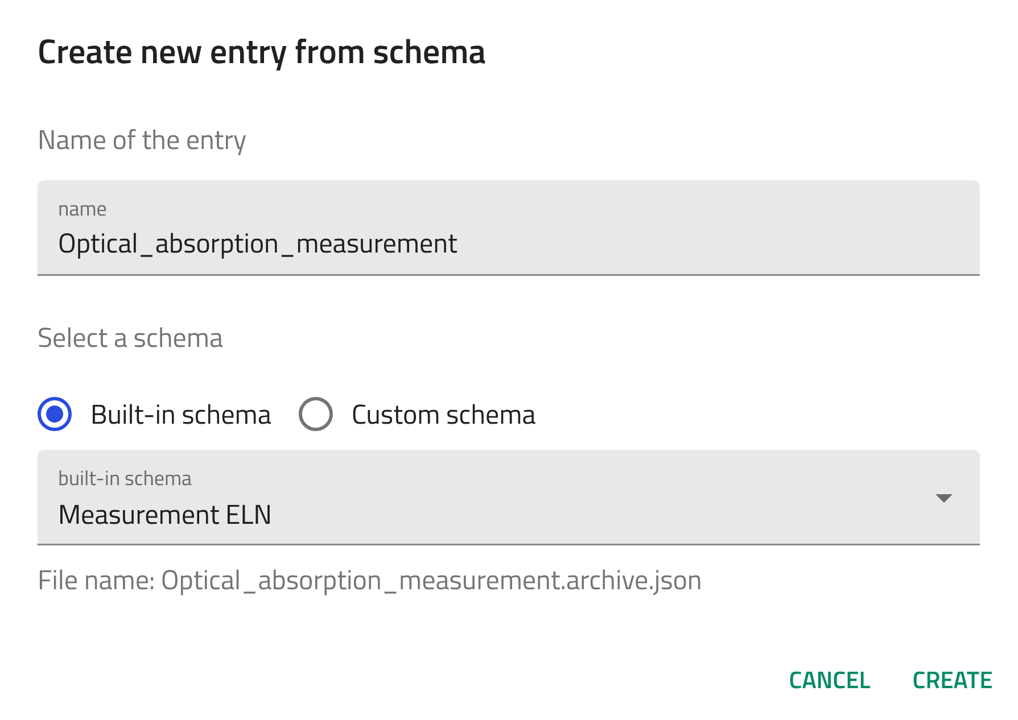 Create new entry from schema
Name of the entry
name
Optical_absorption_measurement
Select a schema
Built-in schema Custom schema
built-in schema
Measurement ELN
File name: Optical_absorption_measurement.archive.json
CANCEL CREATE